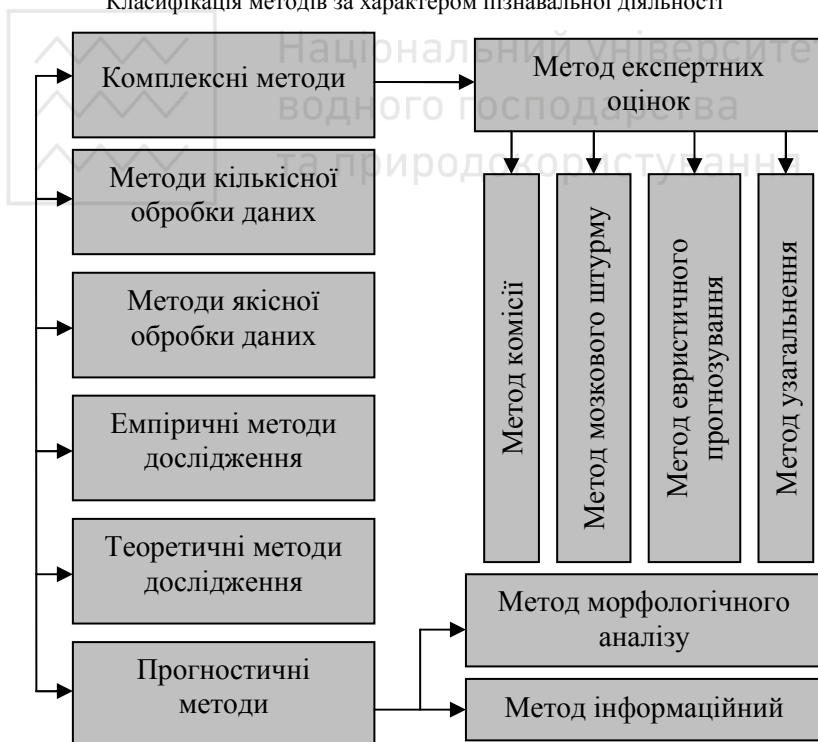 Класифікація методів за характером пізнавальної діяльності
Національний університет
водного господарства
та природокористування
Комплексні методи
Метод експертних
оцінок
Методи кількісної
обробки даних
Методи якісної
обробки даних
Емпіричні методи
дослідження
Теоретичні методи
дослідження
Прогностичні
методи
Метод комісії
Метод мозкового штурму
Метод евристичного
прогнозування
Метод узагальнення
Метод морфологічного
аналізу
Метод інформаційний